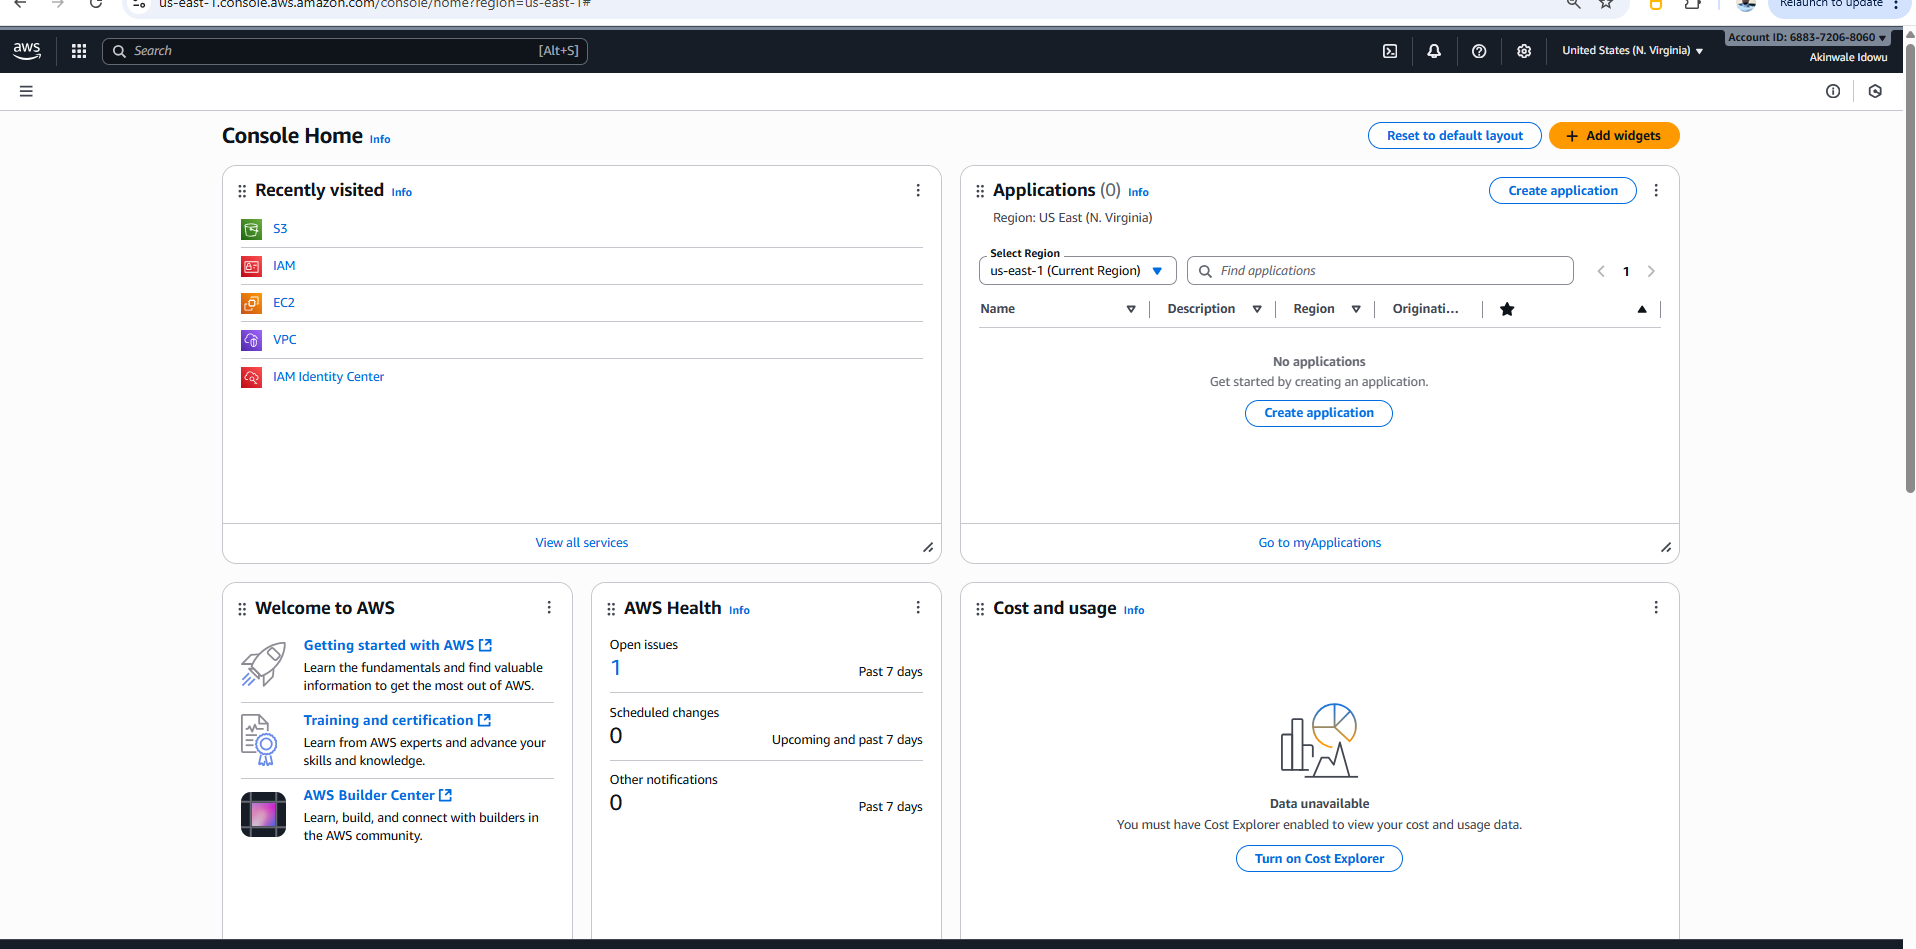 us-east-1.console.aws.amazon.com/console/home?region=us-east-1#
Relaunch to update
aws
Search
[Alt+S]
United States (N. Virginia)
Account ID: 6883-7206-8060
Akinwale Idowu
Console Home Info
Reset to default layout
Add widgets
Recently visited Info
S3
IAM
EC2
VPC
IAM Identity Center
View all services
Applications (0) Info
Create application
Region: US East (N. Virginia)
Select Region
us-east-1 (Current Region)
Find applications
1
Name Description Region Originati...
No applications
Get started by creating an application.
Create application
Go to myApplications
Welcome to AWS
Getting started with AWS
Learn the fundamentals and find valuable
information to get the most out of AWS.
Training and certification
Learn from AWS experts and advance your
skills and knowledge.
AWS Builder Center
Learn, build, and connect with builders in
the AWS community.
AWS Health Info
Open issues
1 Past 7 days
Scheduled changes
0 Upcoming and past 7 days
Other notifications
0 Past 7 days
Cost and usage Info
Data unavailable
You must have Cost Explorer enabled to view your cost and usage data.
Turn on Cost Explorer